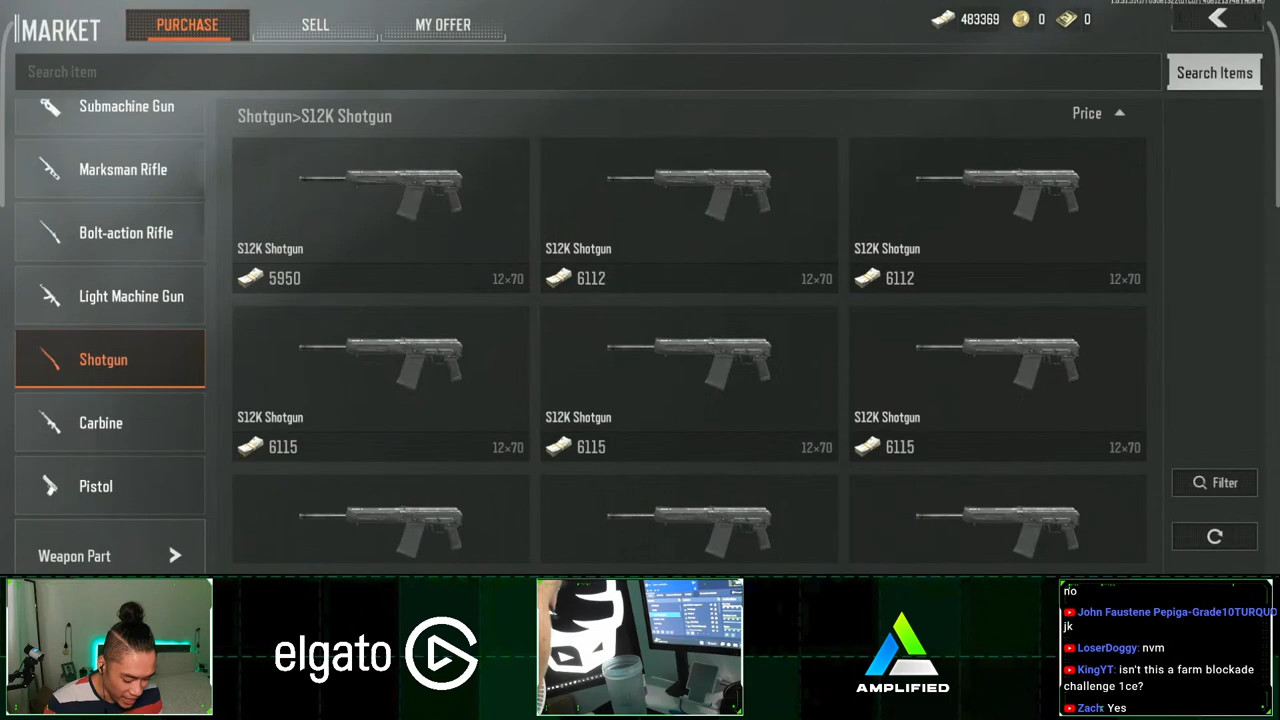 MARKET
PURCHASE
SELL
MY OFFER
483369
0
0
Search item
Search Items
Submachine Gun
Marksman Rifle
Bolt-action Rifle
Light Machine Gun
Shotgun
Carbine
Pistol
Weapon Part
Shotgun>S12K Shotgun
Price
S12K Shotgun
5950
12×70
S12K Shotgun
6112
12×70
S12K Shotgun
6112
12×70
S12K Shotgun
6115
12×70
S12K Shotgun
6115
12×70
S12K Shotgun
6115
12×70
Filter
elgato
AMPLIFIED
no
John Faustene Pepiga-Grade10TURQUO
jk
LoserDoggy: nvm
KingYT: isn't this a farm blockade
challenge 1ce?
Zach: Yes